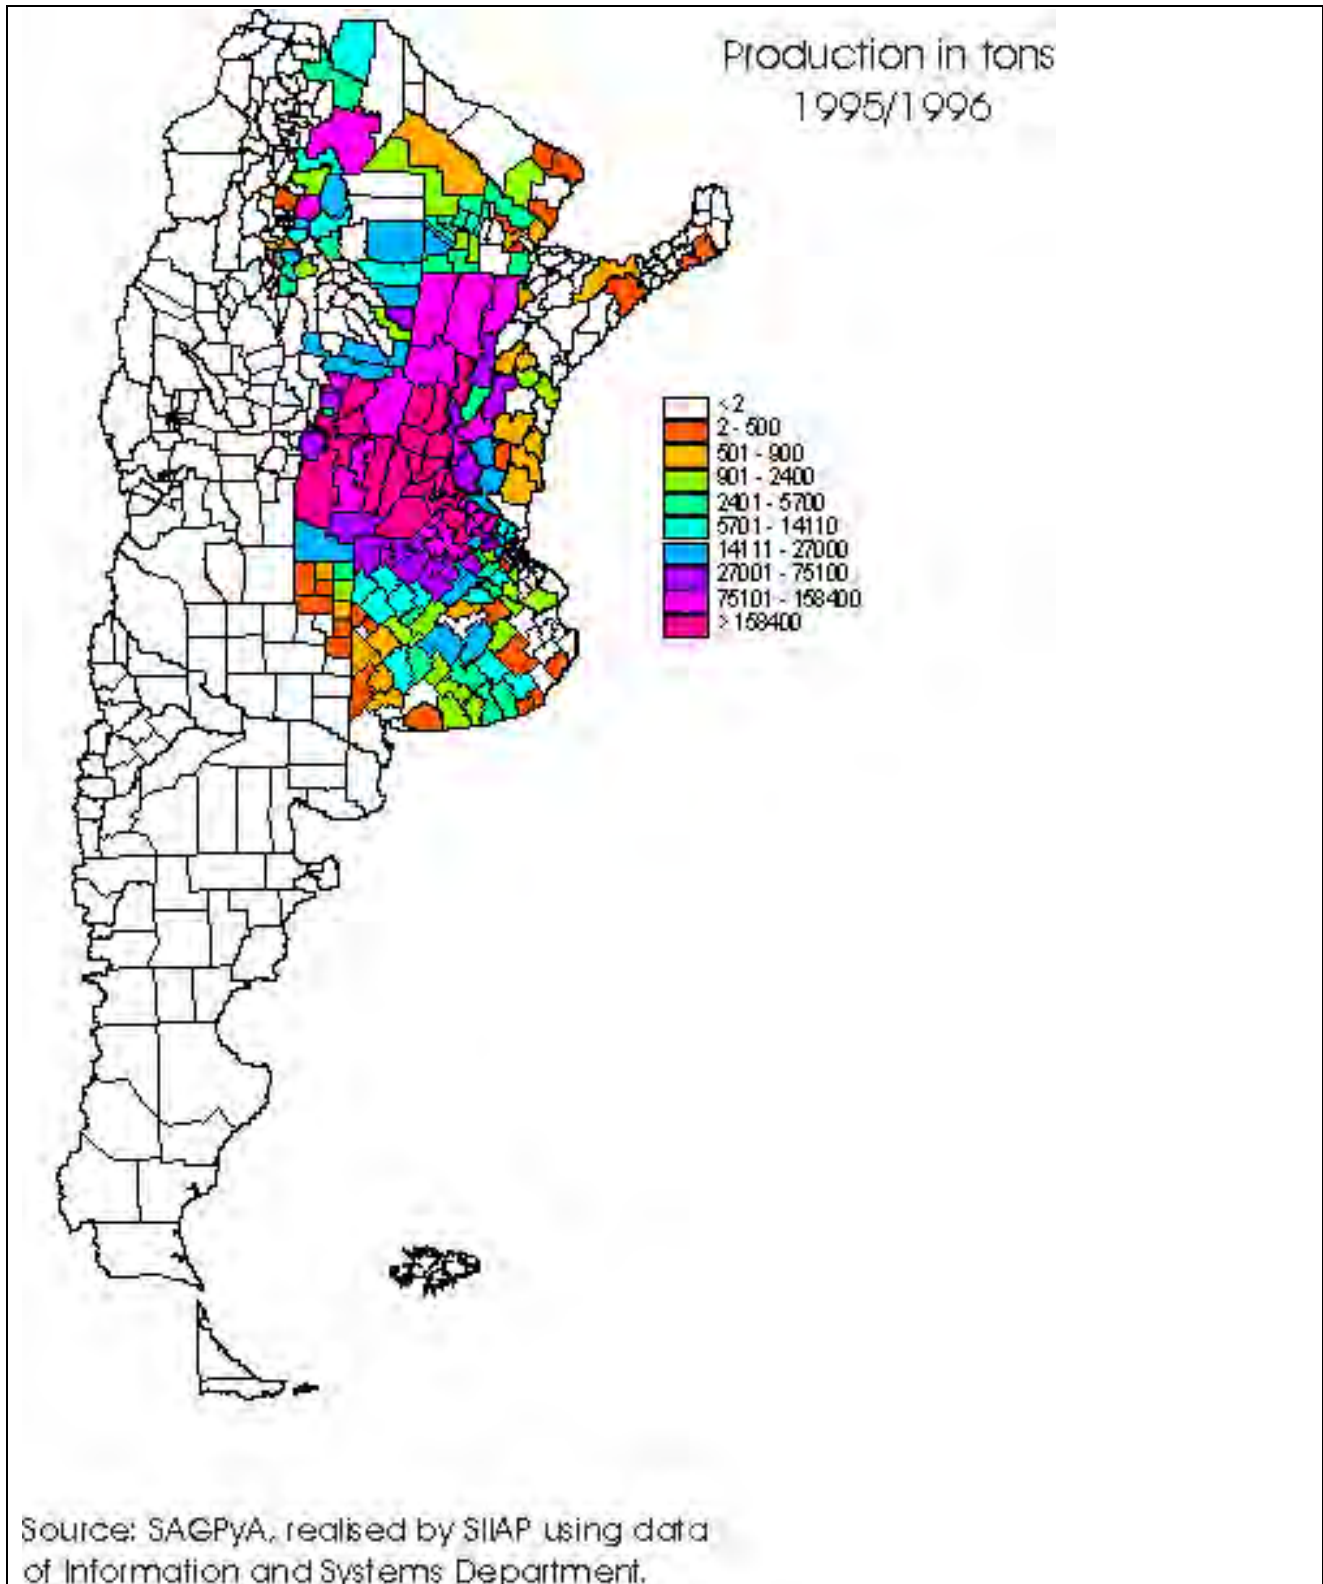 Production in tons
1995/1996
< 2
2 - 500
501 - 900
901 - 2400
2401 - 5700
5701 - 14110
14111 - 27000
27001 - 75100
75101 - 158400
> 158400
Source: SAGPyA, realised by SIIAP using data
of Information and Systems Department.